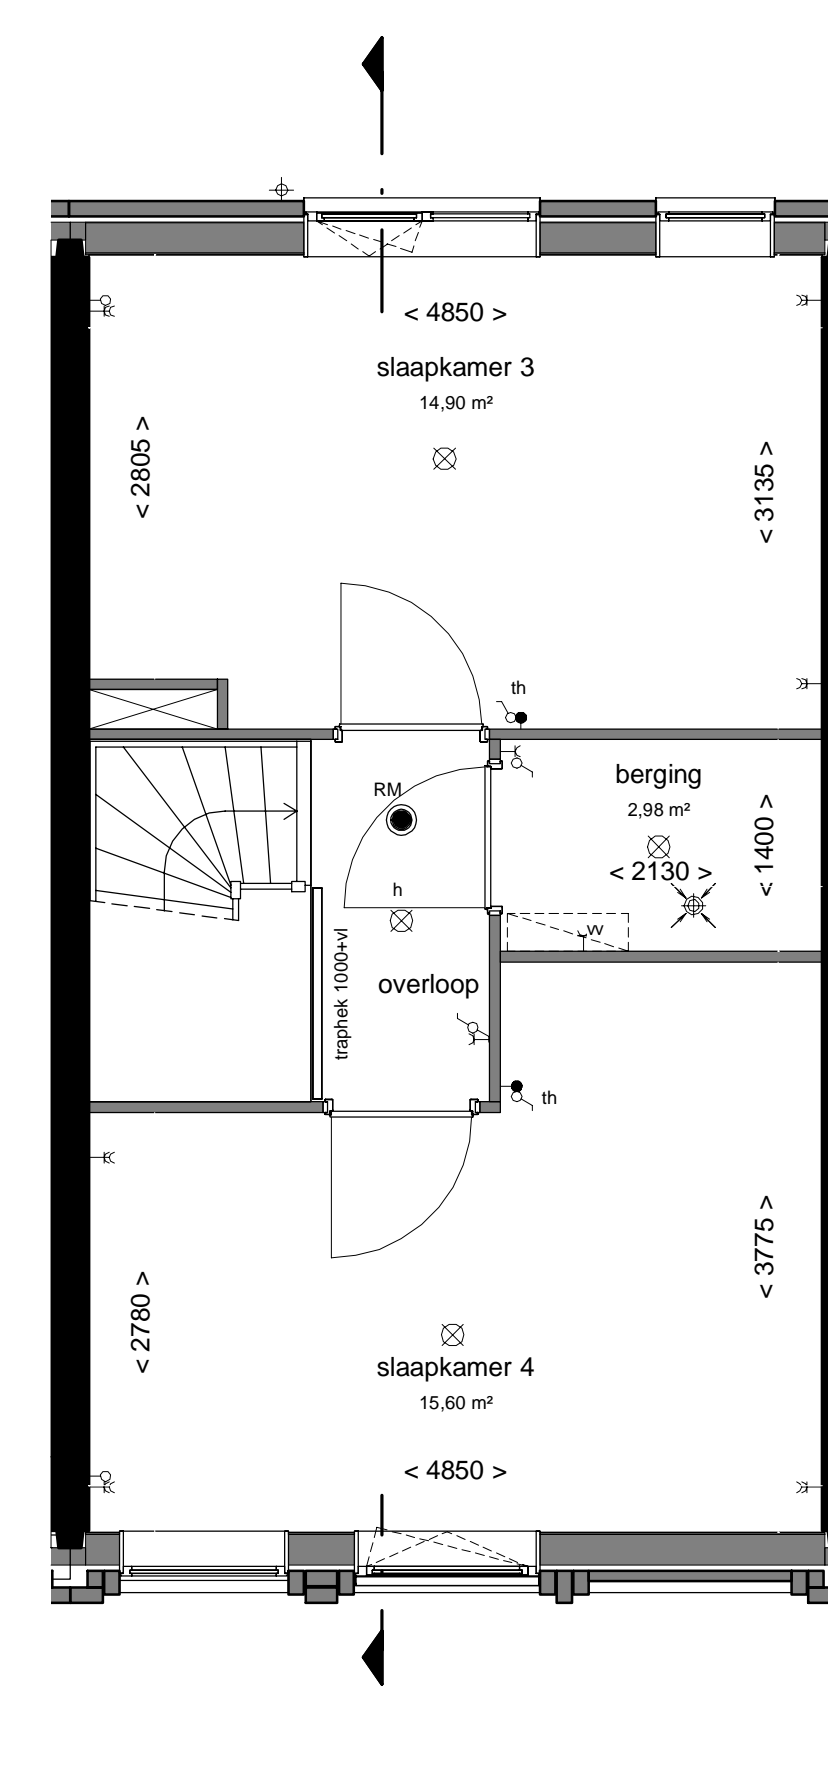 < 4850 >
slaapkamer 3
14,90 m²
< 2805 >
< 3135 >
th
berging
2,98 m²
RM
< 1400 >
< 2130 >
h
vv
traphek 1000+vl
overloop
th
< 3775 >
< 2780 >
slaapkamer 4
15,60 m²
< 4850 >